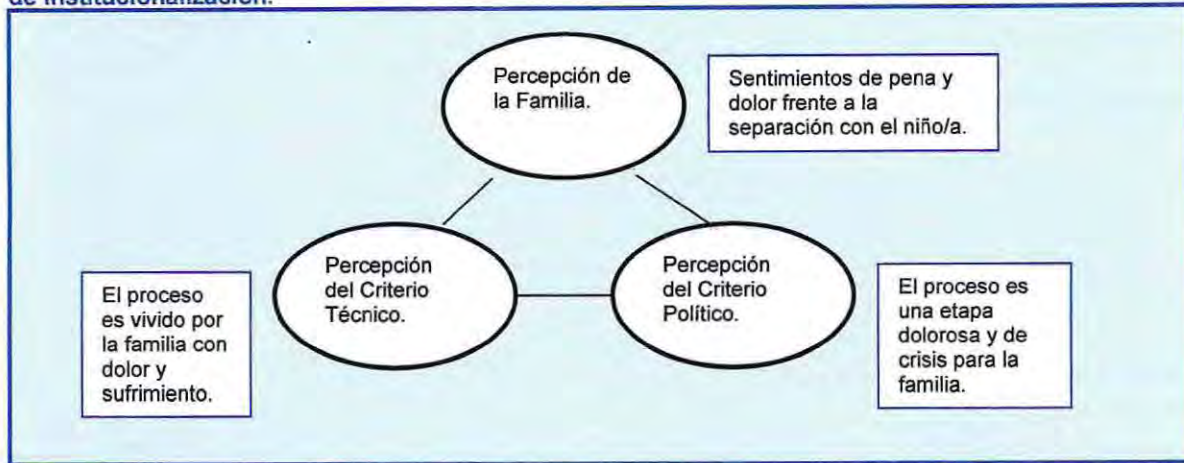 de institucionalización.
Percepción de
la Familia.
Sentimientos de pena y
dolor frente a la
separación con el niño/a.
Percepción
del Criterio
Técnico.
Percepción
del Criterio
Político.
El proceso
es vivido por
la familia con
dolor y
sufrimiento.
El proceso es
una etapa
dolorosa y de
crisis para la
familia.